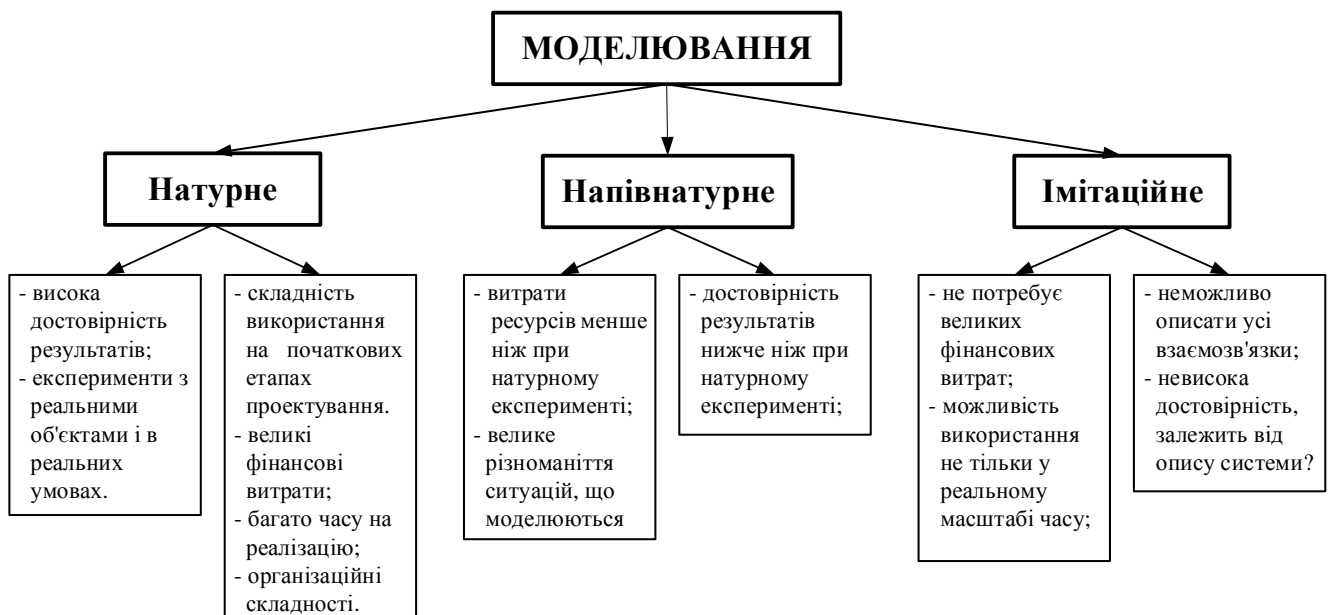 МОДЕЛЮВАННЯ
Натурне
Напівнатурне
Імітаційне
- висока
достовірність
результатів;
- експерименти з
реальними
об'єктами і в
реальних
умовах.
- складність
використання
на початкових
етапах
проектування.
- великі
фінансові
витрати;
- багато часу на
реалізацію;
- організаційні
складності.
- витрати
ресурсів менше
ніж при
натурному
експерименті;
- велике
різноманіття
ситуацій, що
моделюються
- достовірність
результатів
нижче ніж при
натурному
експерименті;
- не потребує
великих
фінансових
витрат;
- можливість
використання
не тільки у
реальному
масштабі часу;
- неможливо
описати усі
взаємозв'язки;
- невисока
достовірність,
залежить від
опису системи?